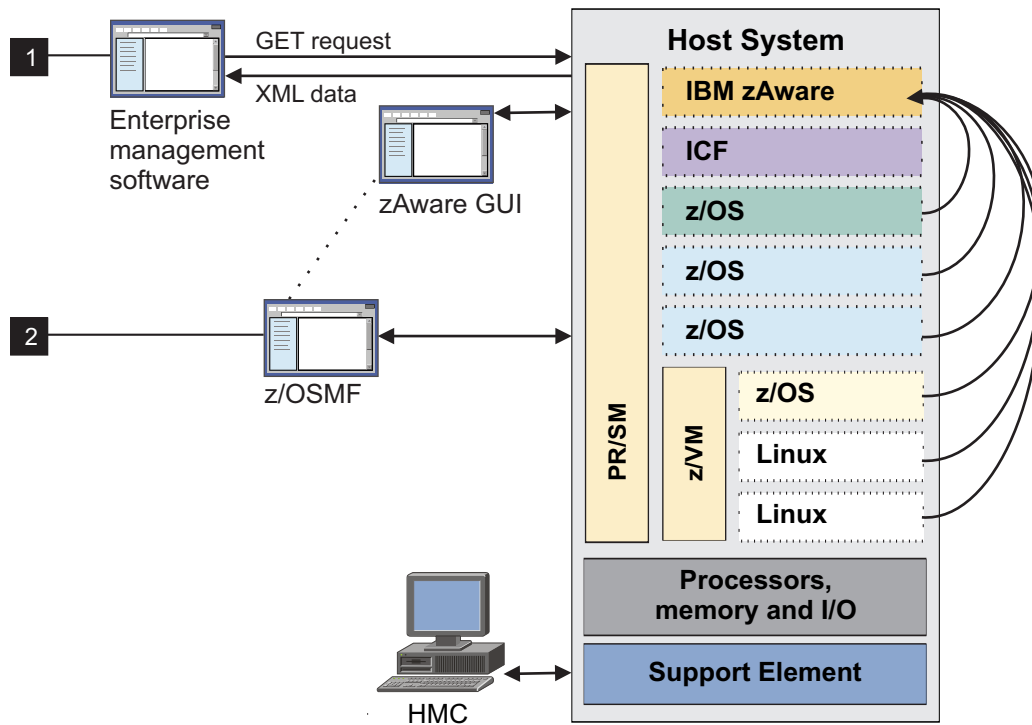 1
GET request
XML data
Enterprise
management
software
zAware GUI
2
z/OSMF
HMC
Host System
PR/SM
IBM zAware
ICF
z/OS
z/OS
z/OS
z/VM
z/OS
Linux
Linux
Processors,
memory and I/O
Support Element